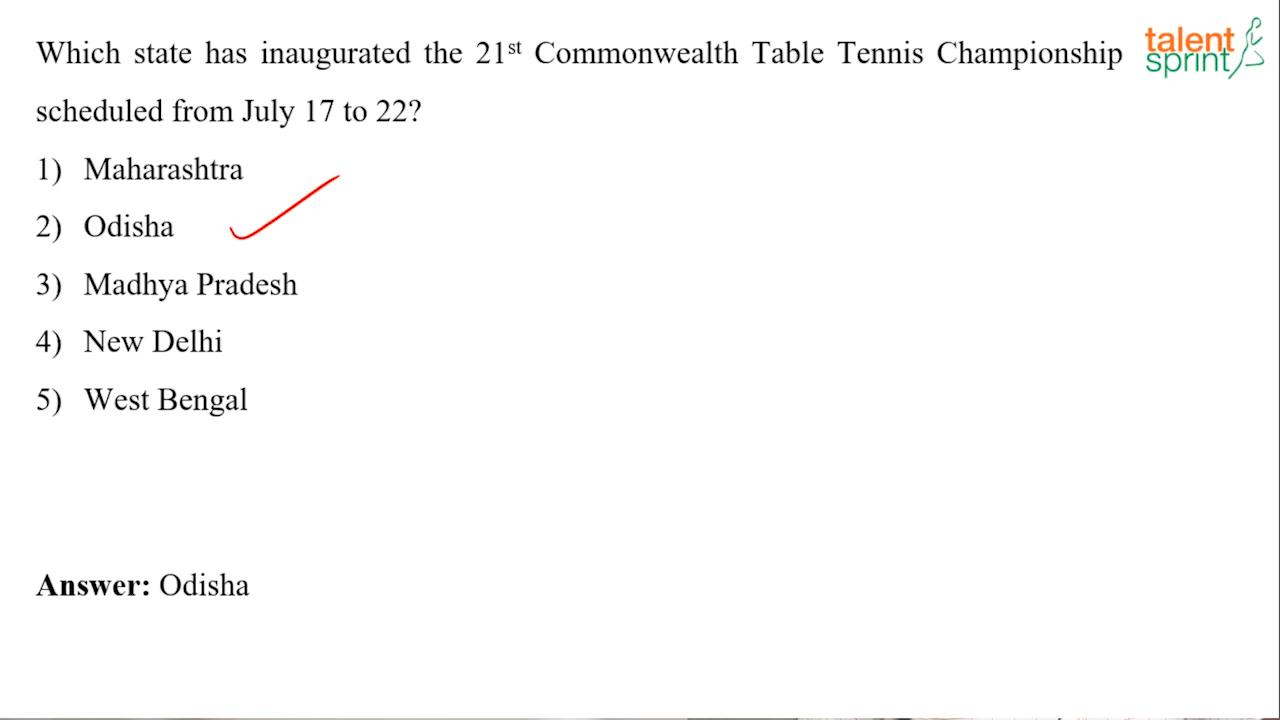 Which state has inaugurated the 21st Commonwealth Table Tennis Championship
scheduled from July 17 to 22?
1) Maharashtra
2) Odisha
3) Madhya Pradesh
4) New Delhi
5) West Bengal
Answer: Odisha
talent
sprint